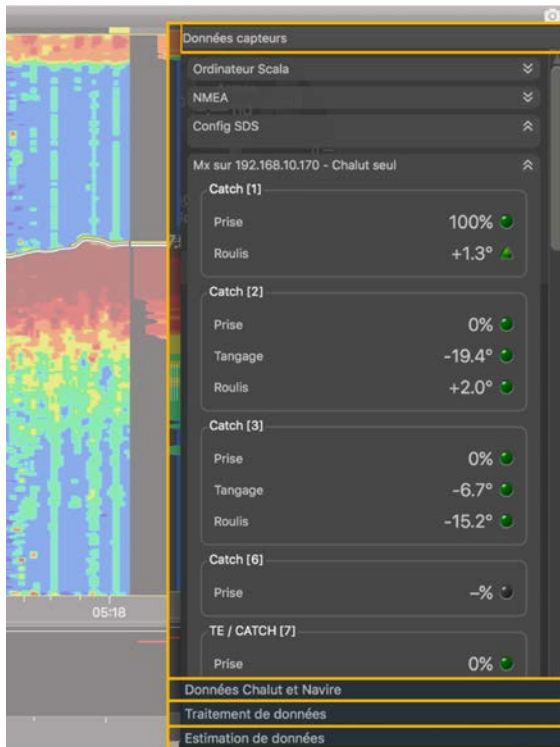 Données capteurs
Ordinateur Scala
NMEA
Config SDS
Mx sur 192.168.10.170 - Chalut seul
Catch [1]
Prise 100%
Roulis +1.3°
Catch [2]
Prise 0%
Tangage -19.4°
Roulis +2.0°
Catch [3]
Prise 0%
Tangage -6.7°
Roulis -15.2°
Catch [6]
Prise –%
05:18
TE / CATCH [7]
Prise 0%
Données Chalut et Navire
Traitement de données
Estimation de données